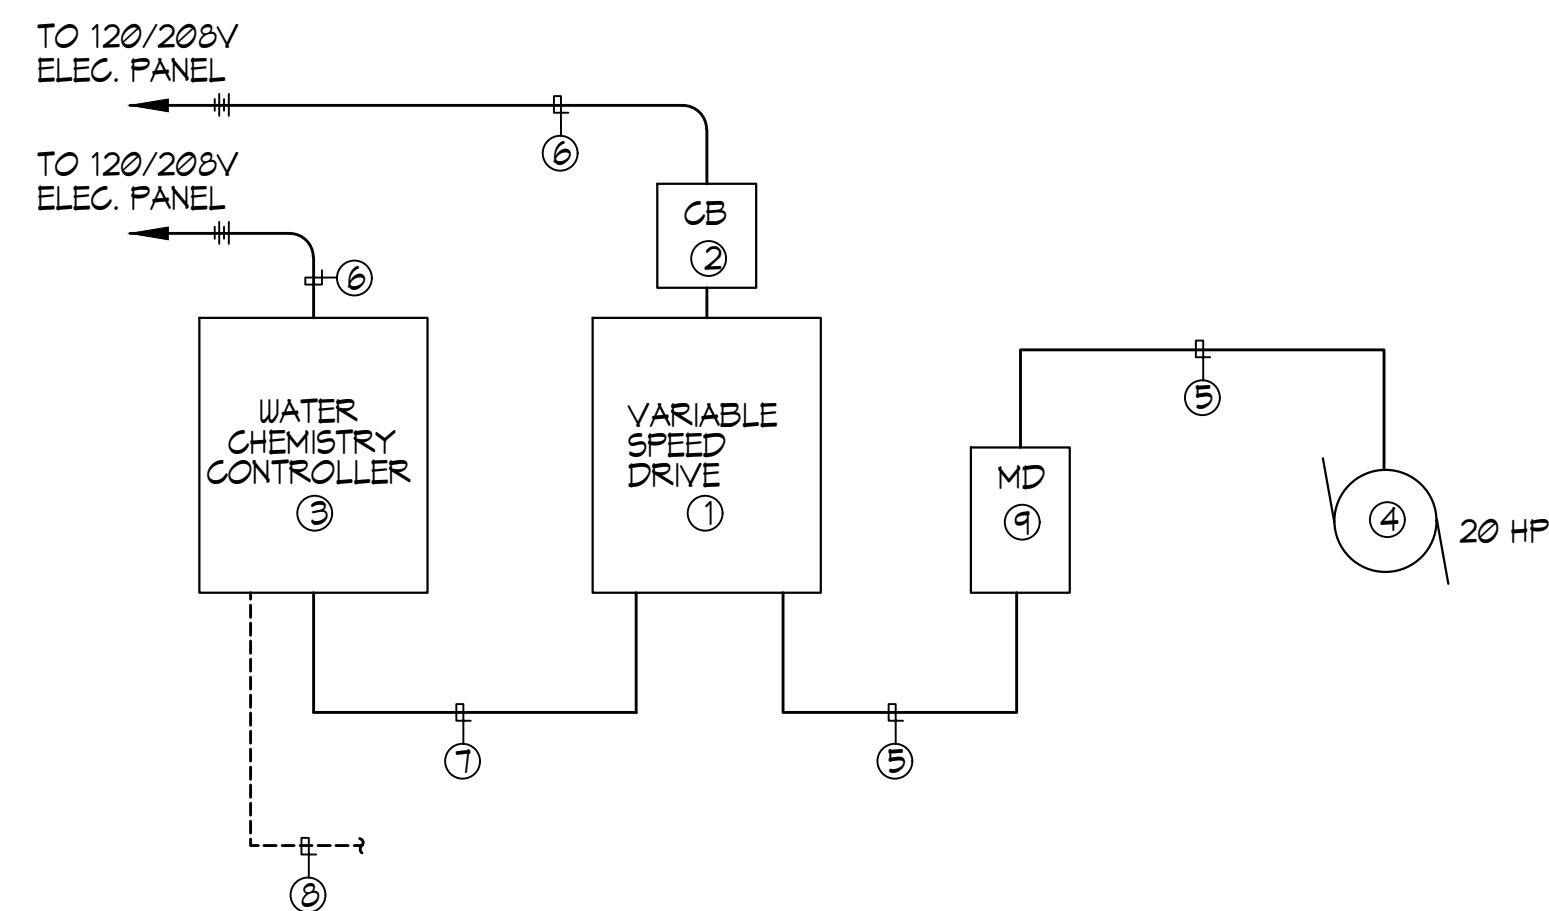 TO 120/208V
ELEC. PANEL
6
TO 120/208V
ELEC. PANEL
6
CB
2
WATER
CHEMISTRY
CONTROLLER
3
VARIABLE
SPEED
DRIVE
1
MD
9
5
4
20 HP
7
5
8